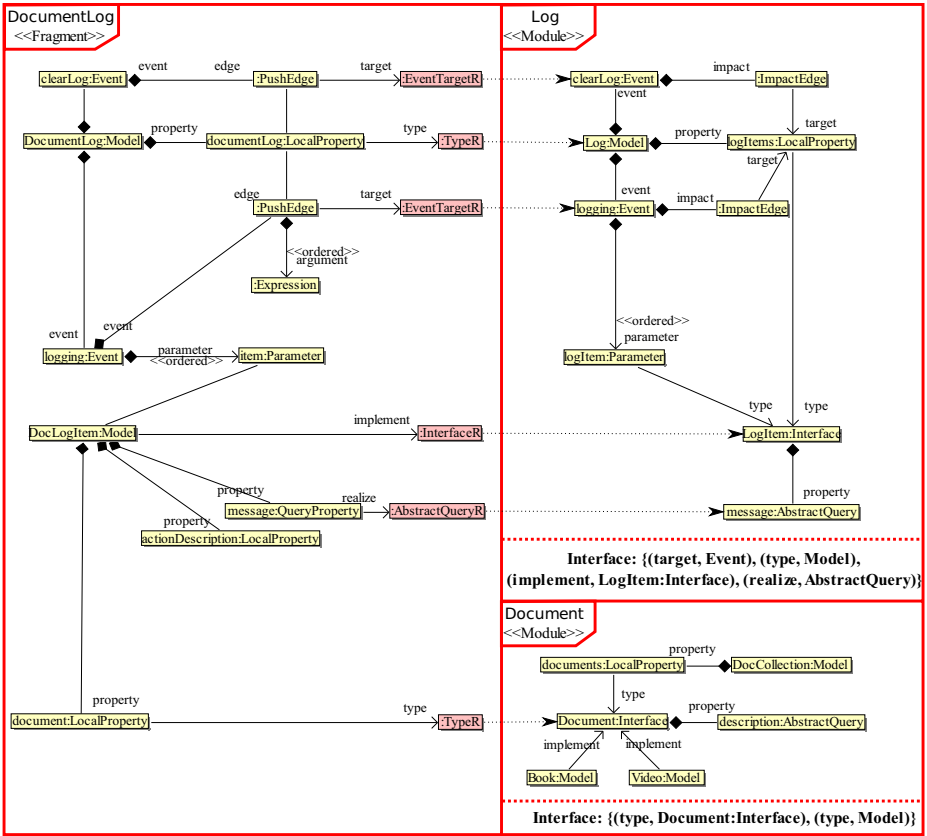 DocumentLog
<<Fragment>>
clearLog:Event
event
edge
:PushEdge
target
:EventTargetR
DocumentLog:Model
property
documentLog:LocalProperty
type
:TypeR
edge
:PushEdge
target
:EventTargetR
<<ordered>>
argument
:Expression
event
event
logging:Event
parameter
<<ordered>>
item:Parameter
DocLogItem:Model
implement
:InterfaceR
property
message:QueryProperty
realize
:AbstractQueryR
property
actionDescription:LocalProperty
property
document:LocalProperty
type
:TypeR
Log
<<Module>>
clearLog:Event
impact
:ImpactEdge
event
target
Log:Model
property
logItems:LocalProperty
target
event
logging:Event
impact
:ImpactEdge
<<ordered>>
parameter
logItem:Parameter
type
type
LogItem:Interface
property
message:AbstractQuery
Interface: {(target, Event), (type, Model),
(implement, LogItem:Interface), (realize, AbstractQuery)}
Document
<<Module>>
documents:LocalProperty
property
DocCollection:Model
type
Document:Interface
property
description:AbstractQuery
implement
implement
Book:Model
Video:Model
Interface: {(type, Document:Interface), (type, Model)}